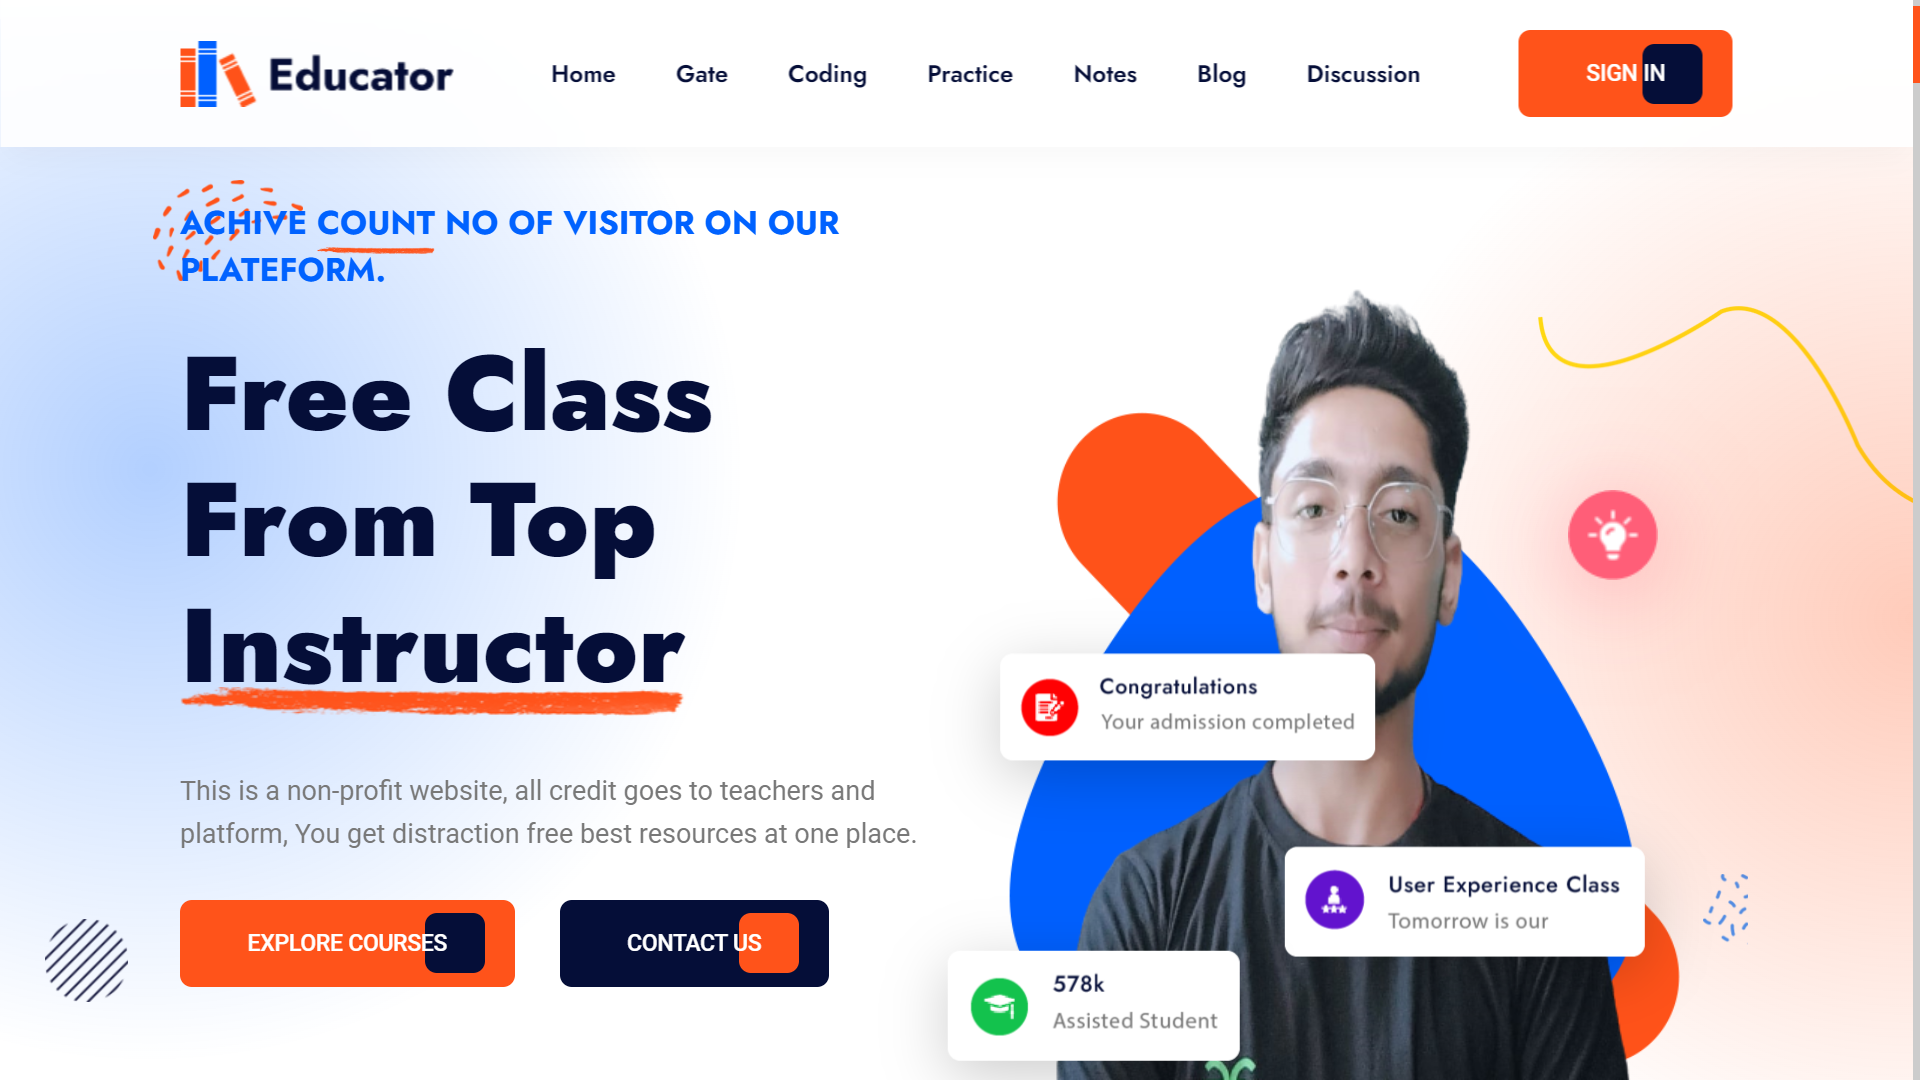 Educator
Home
Gate
Coding
Practice
Notes
Blog
Discussion
SIGN IN
ACHIVE COUNT NO OF VISITOR ON OUR
PLATEFORM.
Free Class
From Top
Instructor
This is a non-profit website, all credit goes to teachers and
platform, You get distraction free best resources at one place.
EXPLORE COURSES
CONTACT US
Congratulations
Your admission completed
User Experience Class
Tomorrow is our
578k
Assisted Student